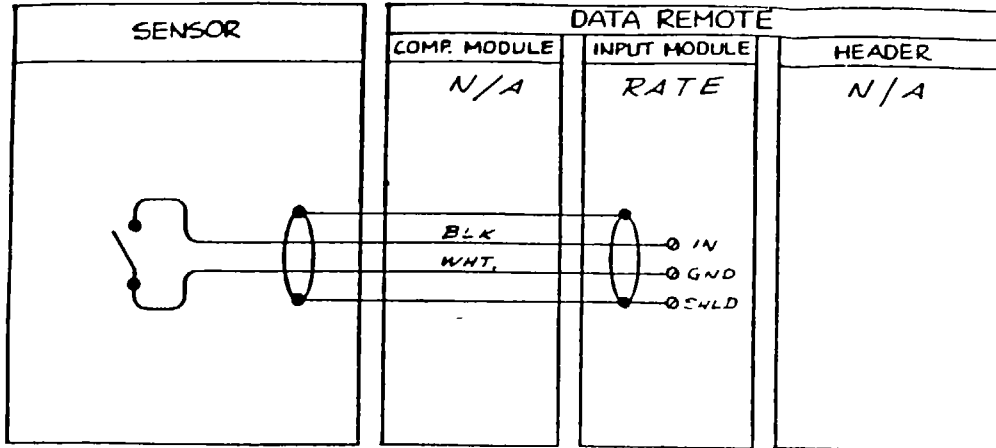 SENSOR
DATA REMOTE
COMP. MODULE
INPUT MODULE
HEADER
N/A
RATE
N/A
BLK
WHT.
IN
GND
SHLD